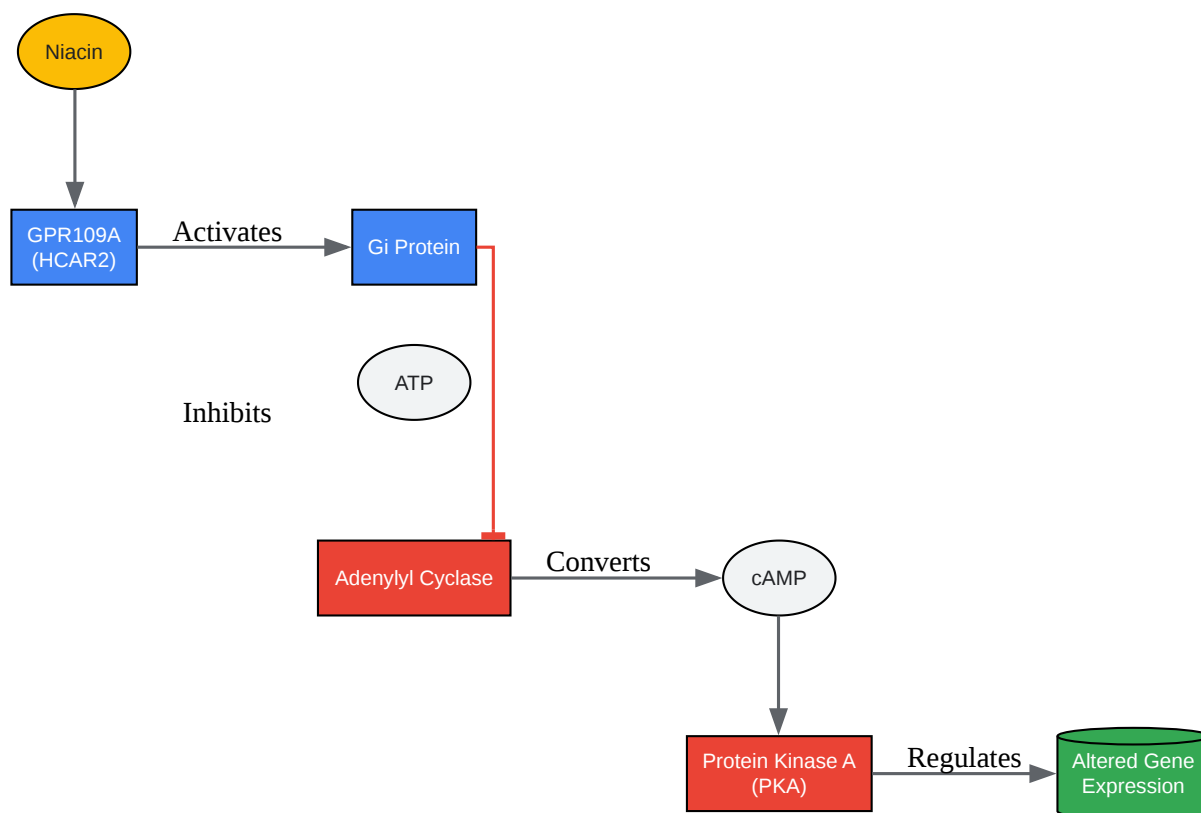 Niacin
GPR109A
(HCAR2)
Activates
Gi Protein
ATP
Inhibits
Adenylyl Cyclase
Converts
cAMP
Protein Kinase A
(PKA)
Regulates
Altered Gene
Expression